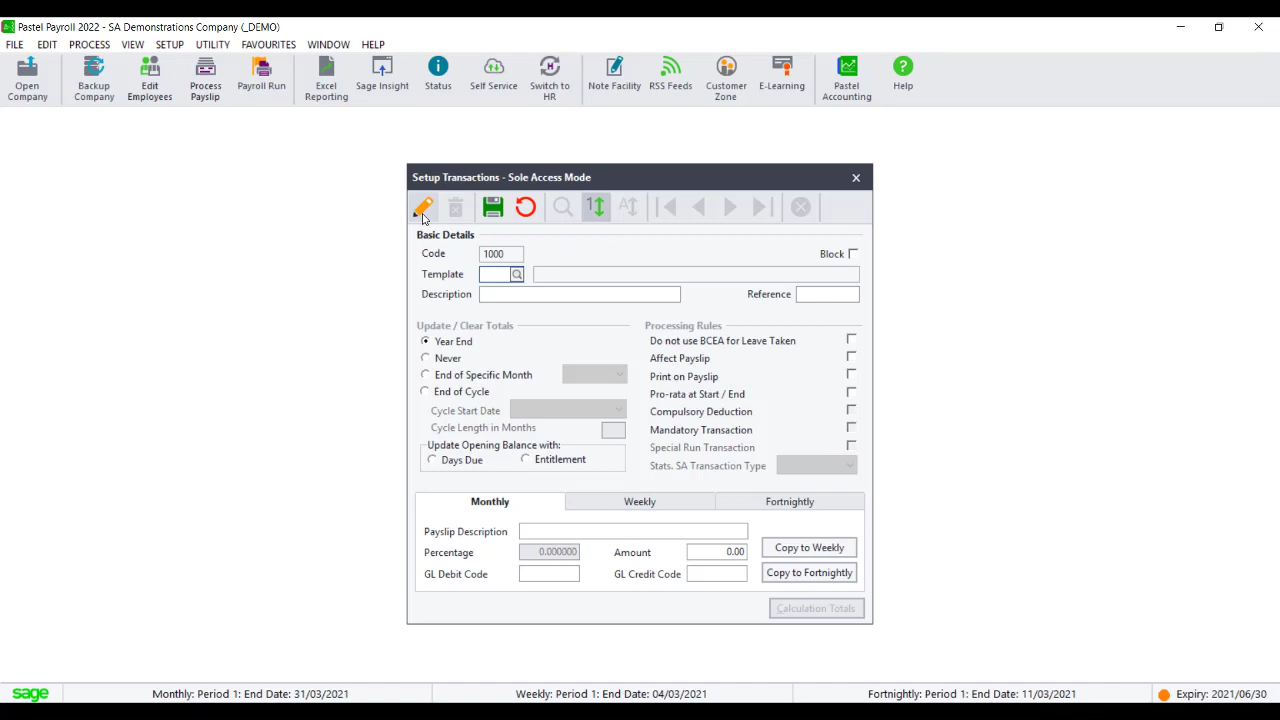 Pastel Payroll 2022 - SA Demonstrations Company (_DEMO)
FILE EDIT PROCESS VIEW SETUP UTILITY FAVOURITES WINDOW HELP
Open Company
Backup Company
Edit Employees
Process Payslip
Payroll Run
Excel Reporting
Sage Insight
Status
Self Service
Switch to HR
Note Facility
RSS Feeds
Customer Zone
E-Learning
Pastel Accounting
Help
Setup Transactions - Sole Access Mode
Basic Details
Code 1000 Block
Template
Description Reference
Update / Clear Totals
Year End
Never
End of Specific Month
End of Cycle
Cycle Start Date
Cycle Length in Months
Update Opening Balance with:
Days Due Entitlement
Processing Rules
Do not use BCEA for Leave Taken
Affect Payslip
Print on Payslip
Pro-rata at Start / End
Compulsory Deduction
Mandatory Transaction
Special Run Transaction
Stats. SA Transaction Type
Monthly Weekly Fortnightly
Payslip Description
Percentage 0.000000 Amount 0.00 Copy to Weekly
GL Debit Code GL Credit Code Copy to Fortnightly
Calculation Totals
sage Monthly: Period 1: End Date: 31/03/2021 Weekly: Period 1: End Date: 04/03/2021 Fortnightly: Period 1: End Date: 11/03/2021 Expiry: 2021/06/30